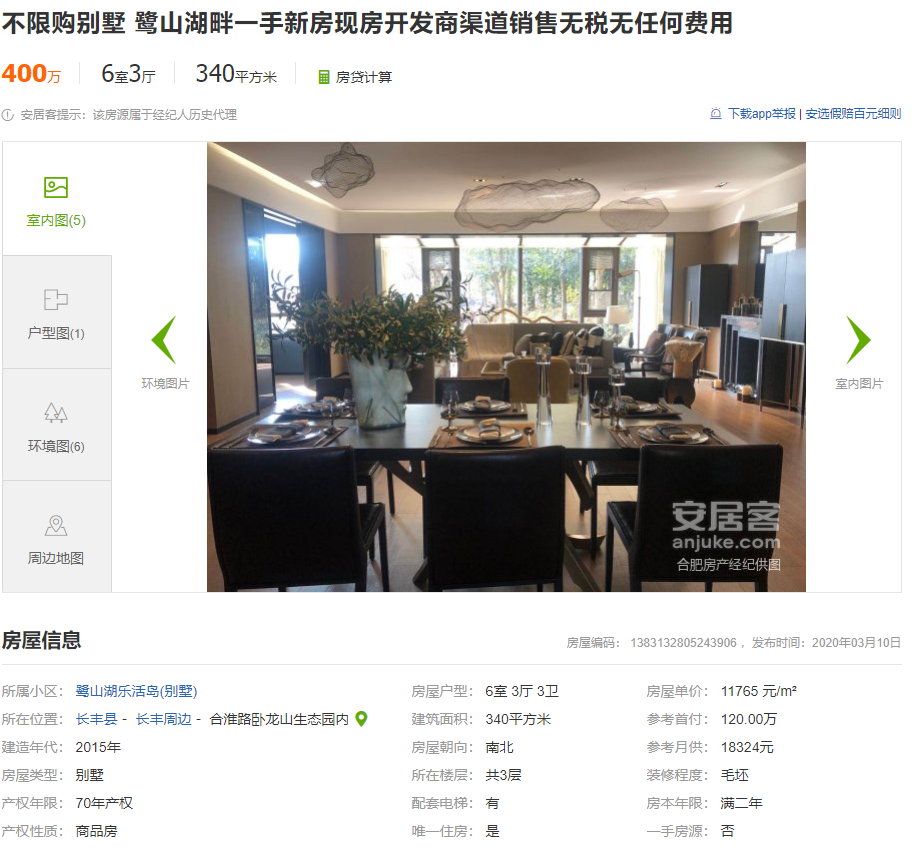 不限购别墅 鹭山湖畔一手新房现房开发商渠道销售无税无任何费用
400万 6室3厅 340平方米 房贷计算
安居客提示：该房源属于经纪人历史代理 下载app举报 | 安选假赔百元细则
室内图(5)
户型图(1)
环境图(6)
周边地图
环境图片
室内图片
安居客
anjuke.com
合肥房产经纪供图
房屋信息 房屋编码： 1383132805243906 ，发布时间：2020年03月10日
所属小区： 鹭山湖乐活岛(别墅) 房屋户型： 6室 3厅 3卫 房屋单价： 11765 元/m²
所在位置： 长丰县 - 长丰周边 - 合淮路卧龙山生态园内 建筑面积： 340平方米 参考首付： 120.00万
建造年代： 2015年 房屋朝向： 南北 参考月供： 18324元
房屋类型： 别墅 所在楼层： 共3层 装修程度： 毛坯
产权年限： 70年产权 配套电梯： 有 房本年限： 满二年
产权性质： 商品房 唯一住房： 是 一手房源： 否